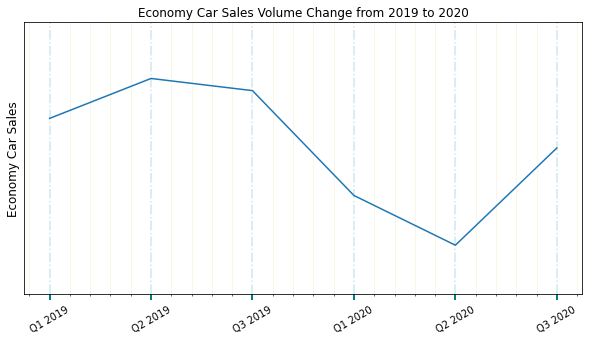 Economy Car Sales Volume Change from 2019 to 2020
Economy Car Sales
Q1 2019
Q2 2019
Q3 2019
Q1 2020
Q2 2020
Q3 2020